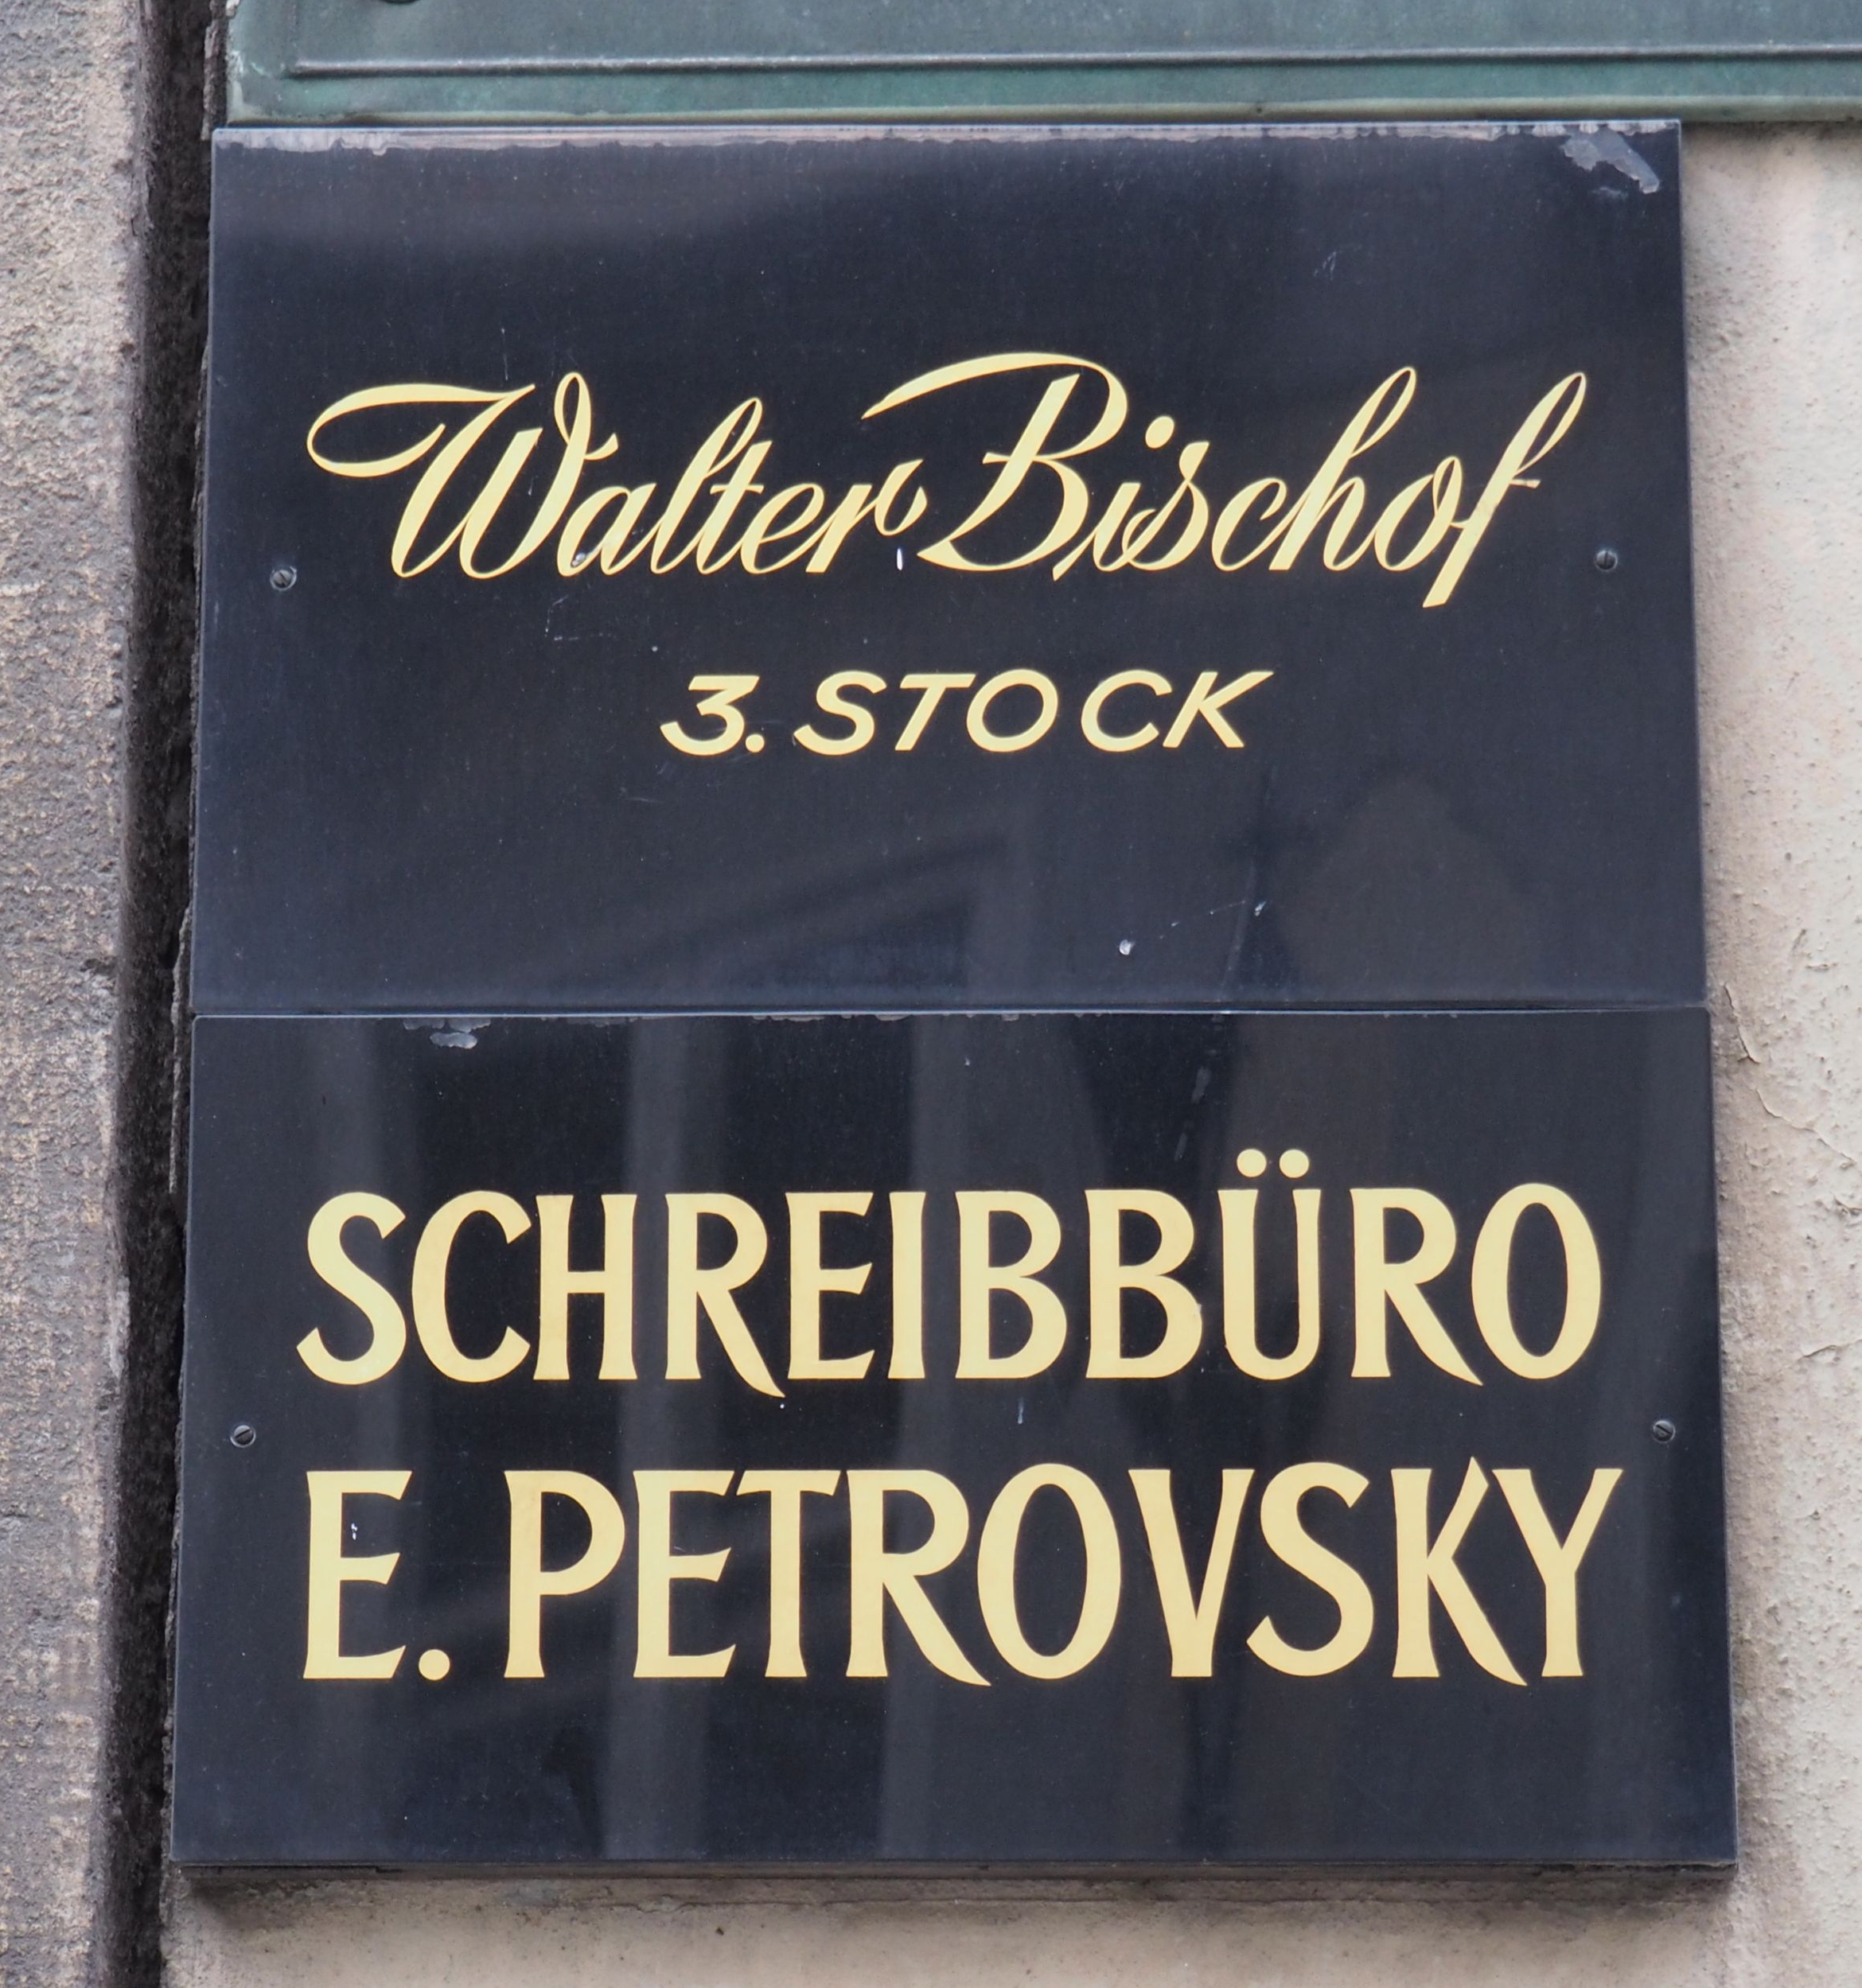 Walter Bischof
3. STOCK
SCHREIBBÜRO
E. PETROVSKY